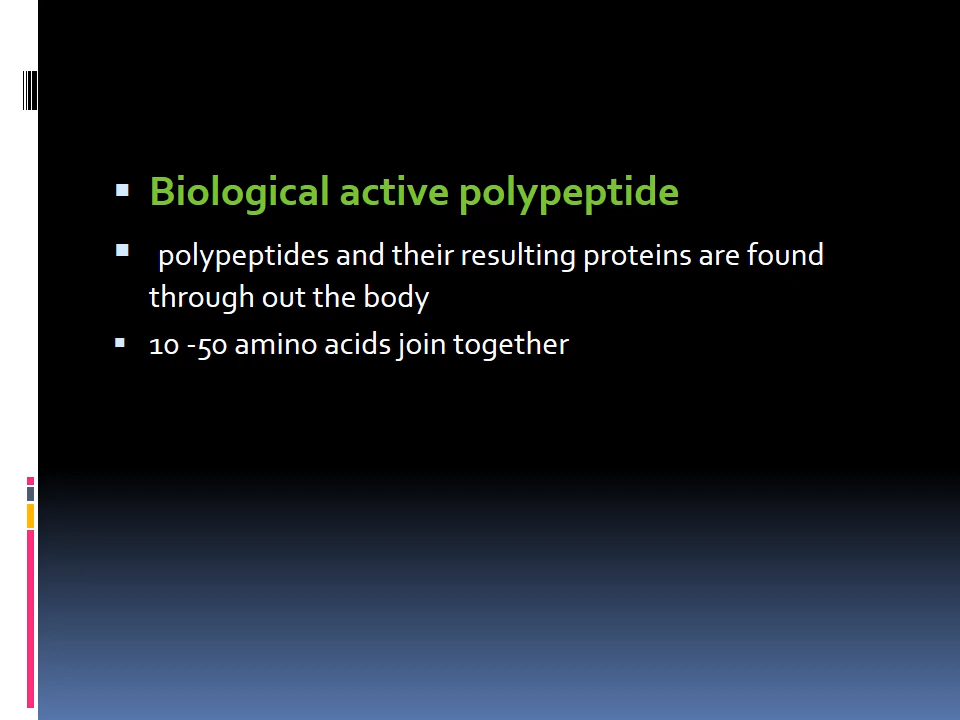 Biological active polypeptide
polypeptides and their resulting proteins are found
through out the body
10 -50 amino acids join together